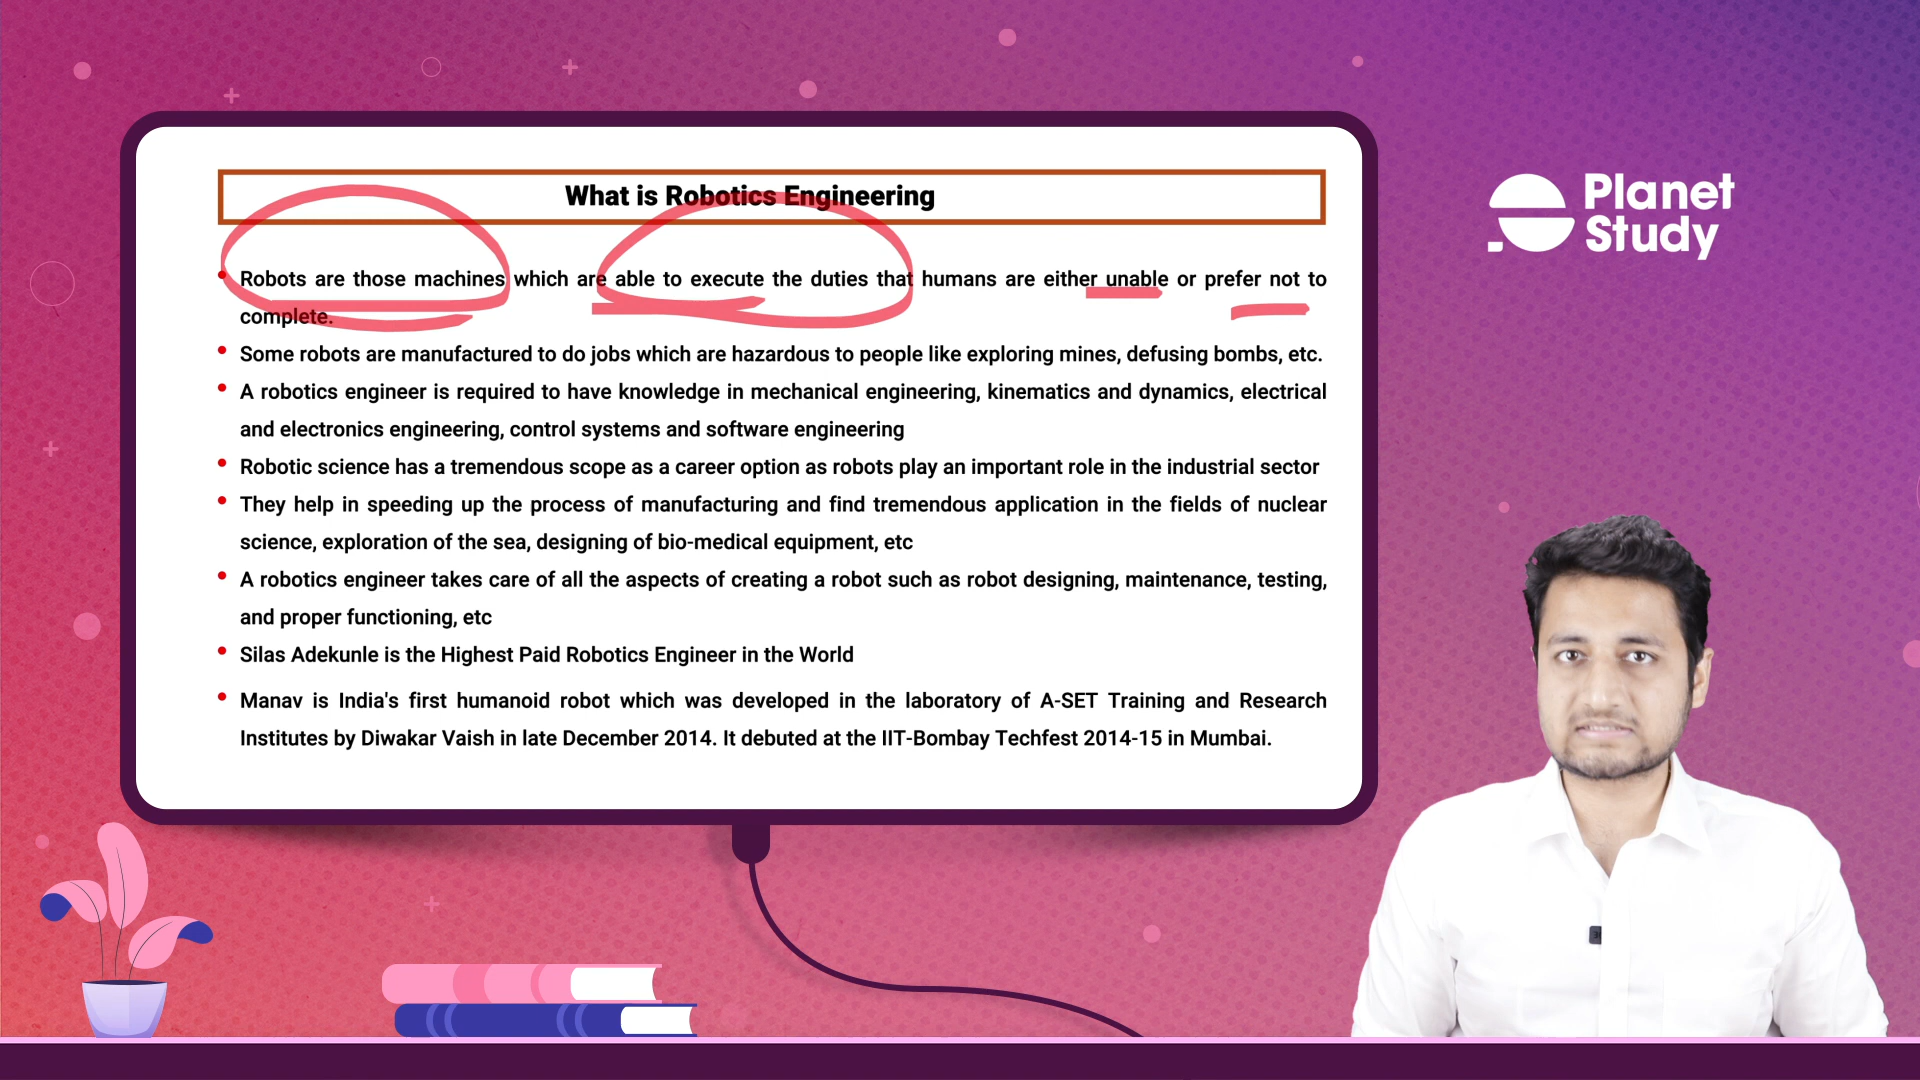 What is Robotics Engineering
Planet
Study
• Robots are those machines which are able to execute the duties that humans are either unable or prefer not to
complete.
• Some robots are manufactured to do jobs which are hazardous to people like exploring mines, defusing bombs, etc.
• A robotics engineer is required to have knowledge in mechanical engineering, kinematics and dynamics, electrical
and electronics engineering, control systems and software engineering
• Robotic science has a tremendous scope as a career option as robots play an important role in the industrial sector
• They help in speeding up the process of manufacturing and find tremendous application in the fields of nuclear
science, exploration of the sea, designing of bio-medical equipment, etc
• A robotics engineer takes care of all the aspects of creating a robot such as robot designing, maintenance, testing,
and proper functioning, etc
• Silas Adekunle is the Highest Paid Robotics Engineer in the World
• Manav is India's first humanoid robot which was developed in the laboratory of A-SET Training and Research
Institutes by Diwakar Vaish in late December 2014. It debuted at the IIT-Bombay Techfest 2014-15 in Mumbai.